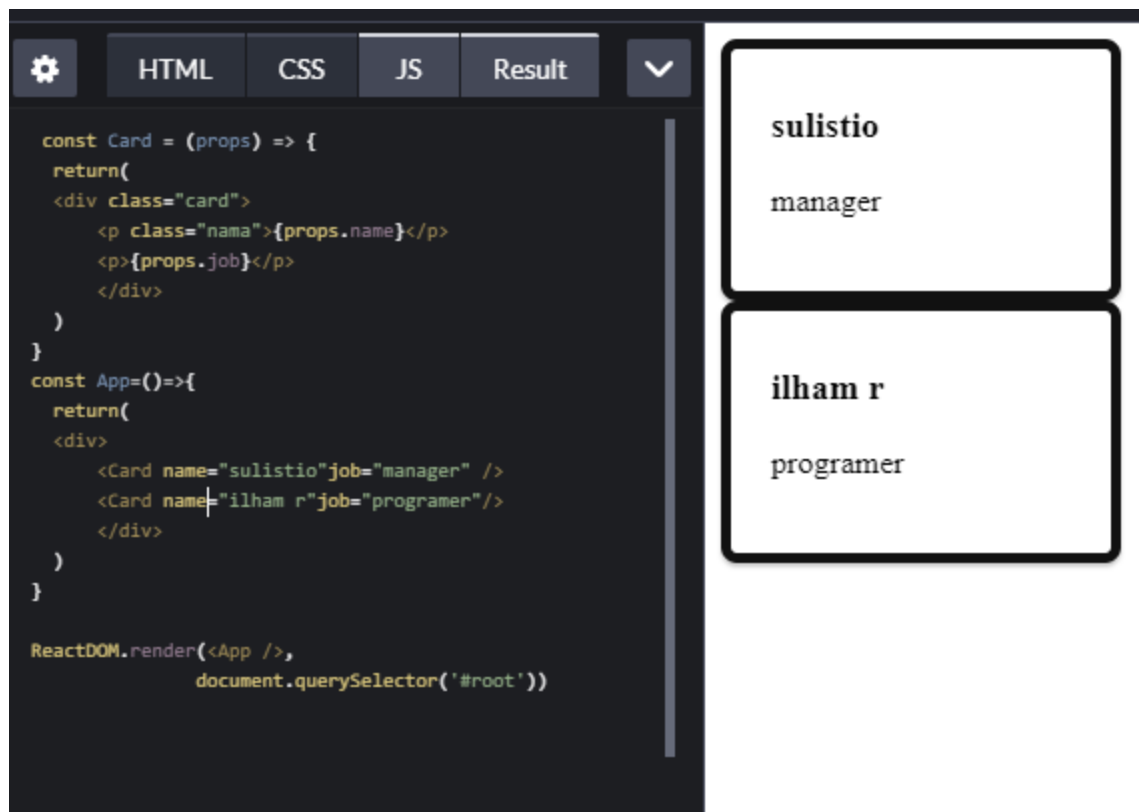 HTML CSS JS Result
const Card = (props) => {
return(
<div class="card">
<p class="nama">{props.name}</p>
<p>{props.job}</p>
</div>
)
}
const App=()=>{
return(
<div>
<Card name="sulistio"job="manager" />
<Card name="ilham r"job="programer"/>
</div>
)
}
ReactDOM.render(<App />,
document.querySelector('#root'))
sulistio
manager
ilham r
programer